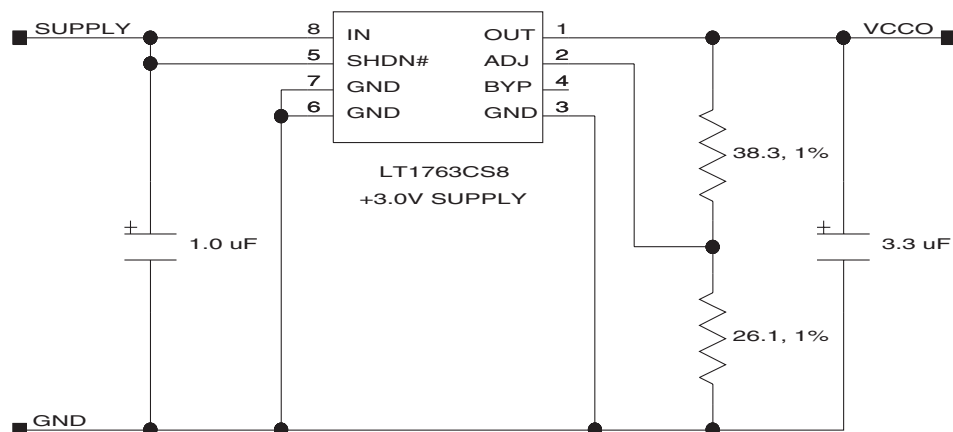 SUPPLY
8 IN OUT 1
VCCO
5 SHDN# ADJ 2
7 GND BYP 4
6 GND GND 3
LT1763CS8
+3.0V SUPPLY
38.3, 1%
+ 1.0 uF
+ 3.3 uF
26.1, 1%
GND